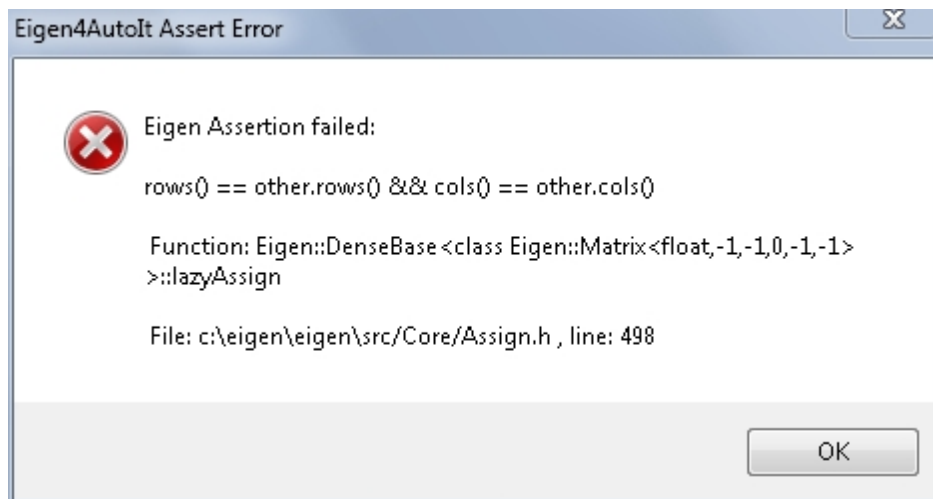 Eigen4AutoIt Assert Error
Eigen Assertion failed:
rows() == other.rows() && cols() == other.cols()
Function: Eigen::DenseBase<class Eigen::Matrix<float,-1,-1,0,-1,-1>
>::lazyAssign
File: c:\eigen\eigen\src/Core/Assign.h , line: 498
OK